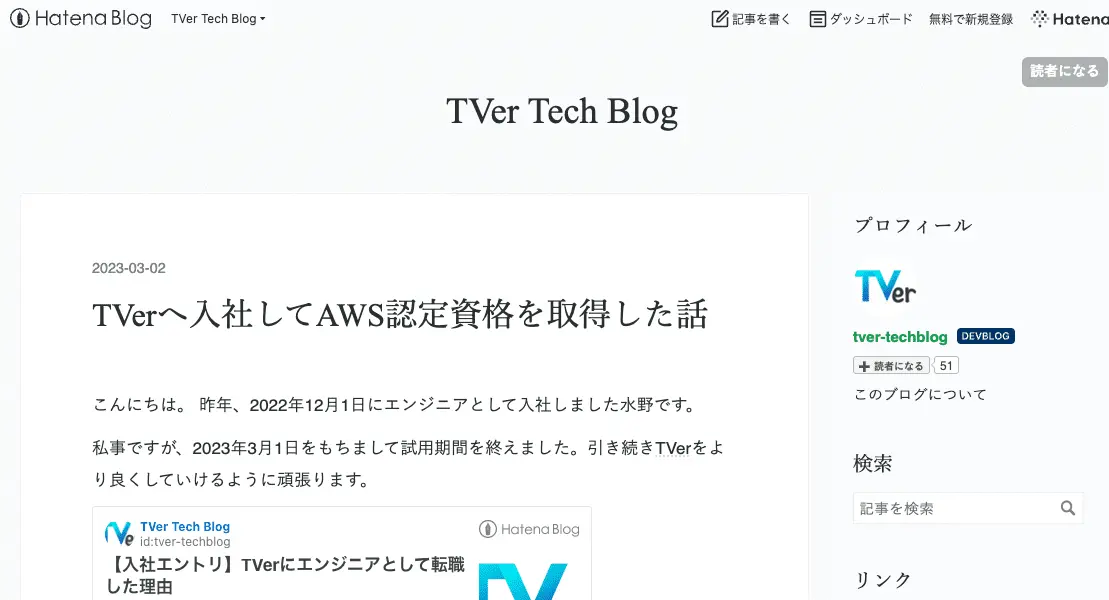 Hatena Blog TVer Tech Blog 記事を書く ダッシュボード 無料で新規登録 Hatena
読者になる
TVer Tech Blog
2023-03-02
TVerへ入社してAWS認定資格を取得した話
こんにちは。 昨年、2022年12月1日にエンジニアとして入社しました水野です。
私事ですが、2023年3月1日をもちまして試用期間を終えました。引き続きTVerをよ
り良くしていけるように頑張ります。
TVer Tech Blog
id:tver-techblog
Hatena Blog
【入社エントリ】TVerにエンジニアとして転職
した理由
プロフィール
TVer
tver-techblog DEVBLOG
読者になる 51
このブログについて
検索
記事を検索
リンク